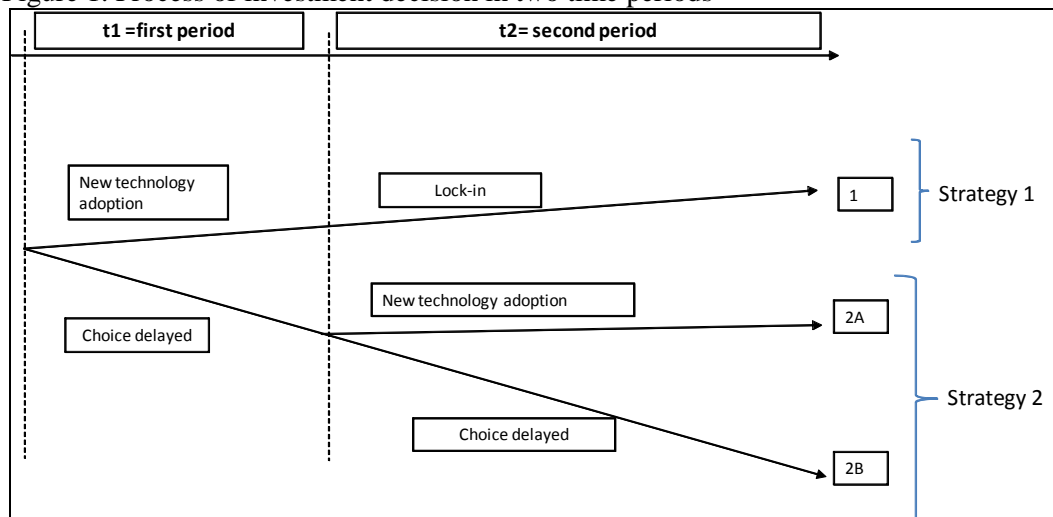 Figure 1. Process of investment decision in two time periods
t1 =first period
t2= second period
New technology
adoption
Lock-in
1
Strategy 1
New technology adoption
2A
Choice delayed
Strategy 2
Choice delayed
2B